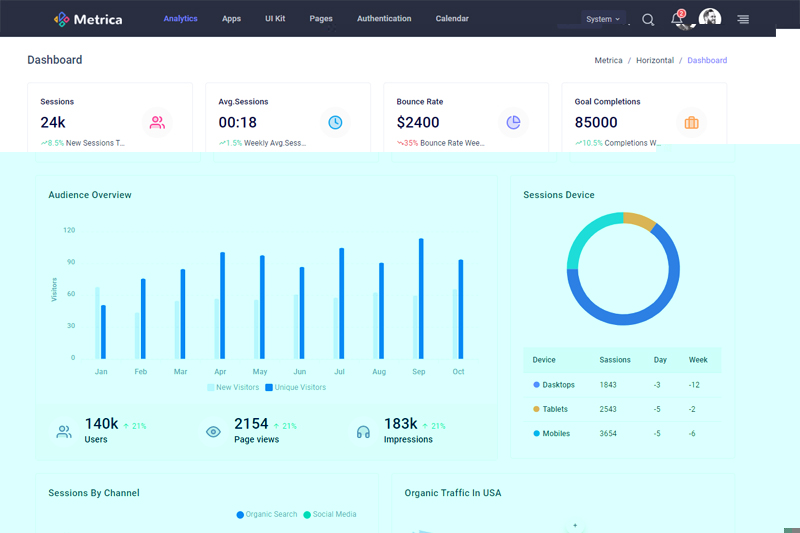 Metrica Analytics Apps UI Kit Pages Authentication Calendar System 2
Dashboard Metrica / Horizontal / Dashboard
Sessions Avg.Sessions Bounce Rate Goal Completions
24k 00:18 $2400 85000
8.5% New Sessions T... 1.5% Weekly Avg.Sess... 35% Bounce Rate Wee... 10.5% Completions W...
Audience Overview
120
90
60
30
0
Visitors
Jan Feb Mar Apr May Jun Jul Aug Sep Oct
New Visitors Unique Visitors
140k 21% 2154 21% 183k 21%
Users Page views Impressions
Sessions Device
Device Sassions Day Week
Dasktops 1843 -3 -12
Tablets 2543 -5 -2
Mobiles 3654 -5 -6
Sessions By Channel
Organic Search Social Media
Organic Traffic In USA
+